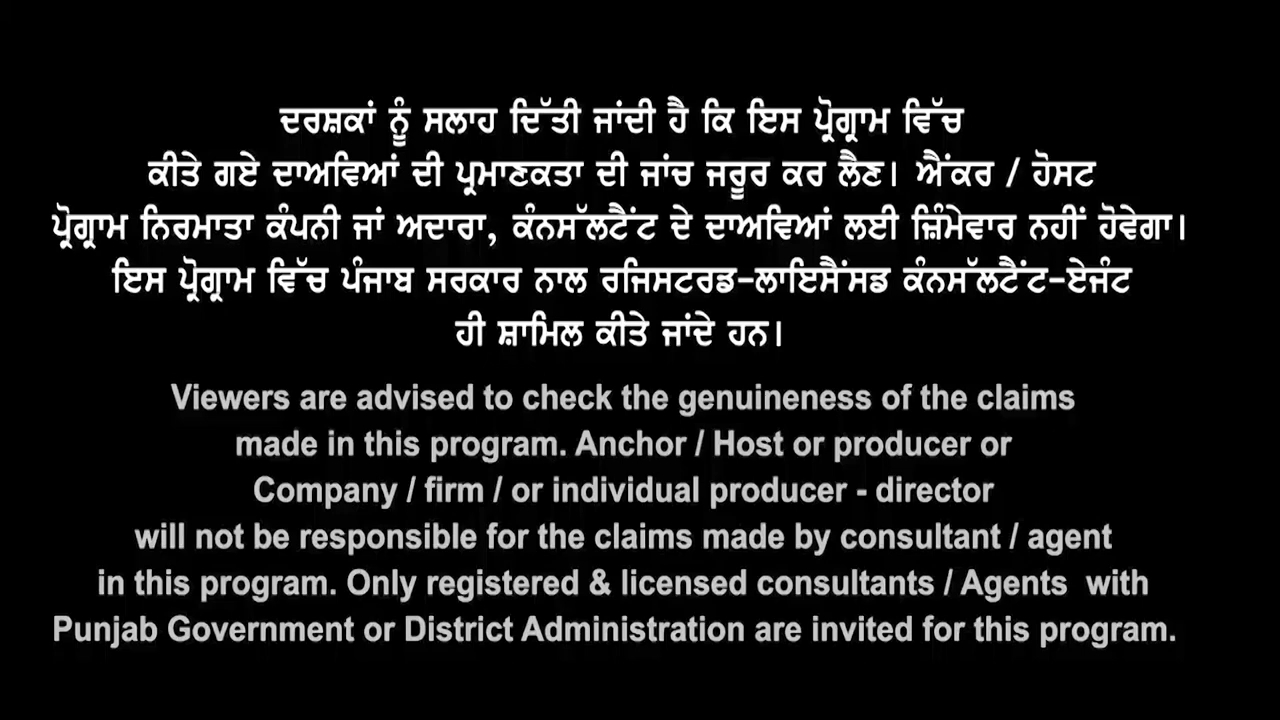 ਦਰਸ਼ਕਾਂ ਨੂੰ ਸਲਾਹ ਦਿੱਤੀ ਜਾਂਦੀ ਹੈ ਕਿ ਇਸ ਪ੍ਰੋਗ੍ਰਾਮ ਵਿੱਚ
ਕੀਤੇ ਗਏ ਦਾਅਵਿਆਂ ਦੀ ਪ੍ਰਮਾਣਕਤਾ ਦੀ ਜਾਂਚ ਜਰੂਰ ਕਰ ਲੈਣ। ਐਂਕਰ / ਹੋਸਟ
ਪ੍ਰੋਗ੍ਰਾਮ ਨਿਰਮਾਤਾ ਕੰਪਨੀ ਜਾਂ ਅਦਾਰਾ, ਕੰਨਸੱਲਟੈਂਟ ਦੇ ਦਾਅਵਿਆਂ ਲਈ ਜ਼ਿੰਮੇਵਾਰ ਨਹੀਂ ਹੋਵੇਗਾ।
ਇਸ ਪ੍ਰੋਗ੍ਰਾਮ ਵਿੱਚ ਪੰਜਾਬ ਸਰਕਾਰ ਨਾਲ ਰਜਿਸਟਰਡ-ਲਾਇਸੈਂਸਡ ਕੰਨਸੱਲਟੈਂਟ-ਏਜੰਟ
ਹੀ ਸ਼ਾਮਿਲ ਕੀਤੇ ਜਾਂਦੇ ਹਨ।
Viewers are advised to check the genuineness of the claims
made in this program. Anchor / Host or producer or
Company / firm / or individual producer - director
will not be responsible for the claims made by consultant / agent
in this program. Only registered & licensed consultants / Agents with
Punjab Government or District Administration are invited for this program.